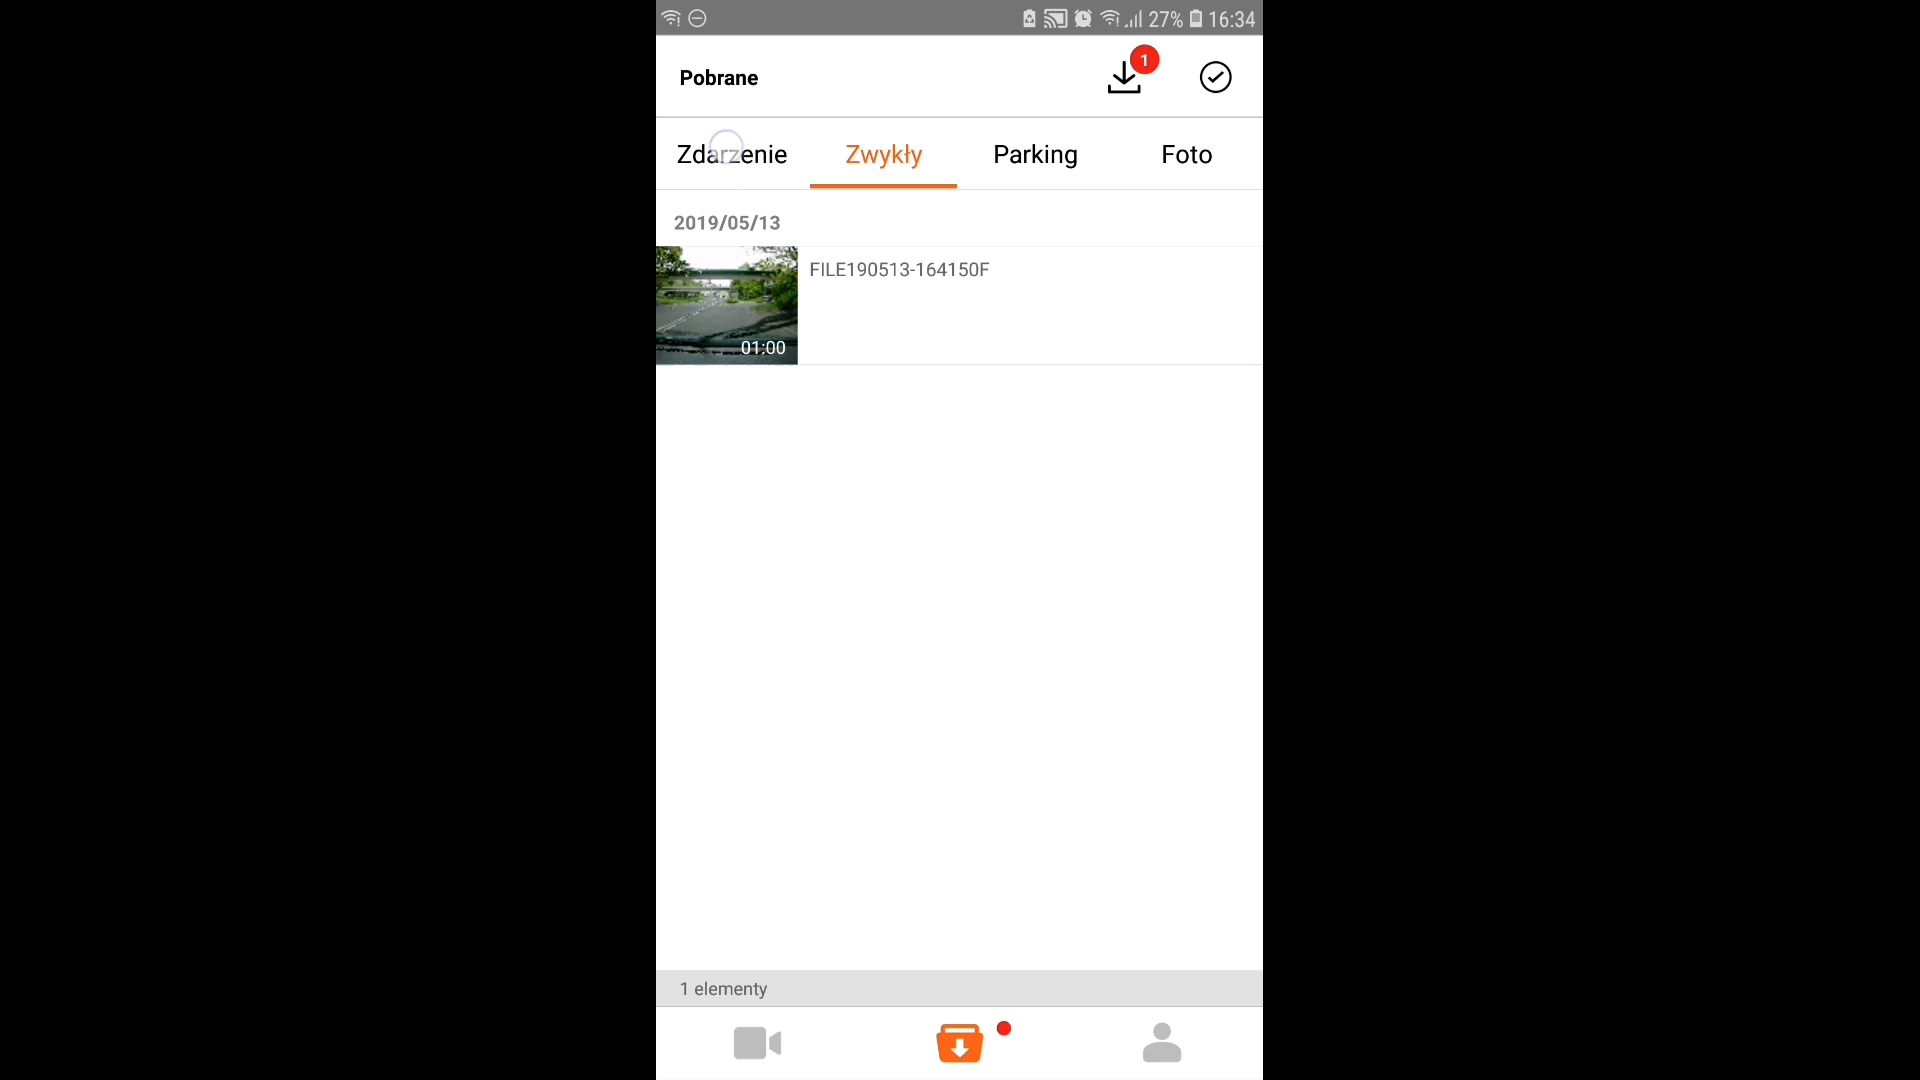 27% 16:34
Pobrane
1
Zdarzenie Zwykły Parking Foto
2019/05/13
FILE190513-164150F
01:00
1 elementy